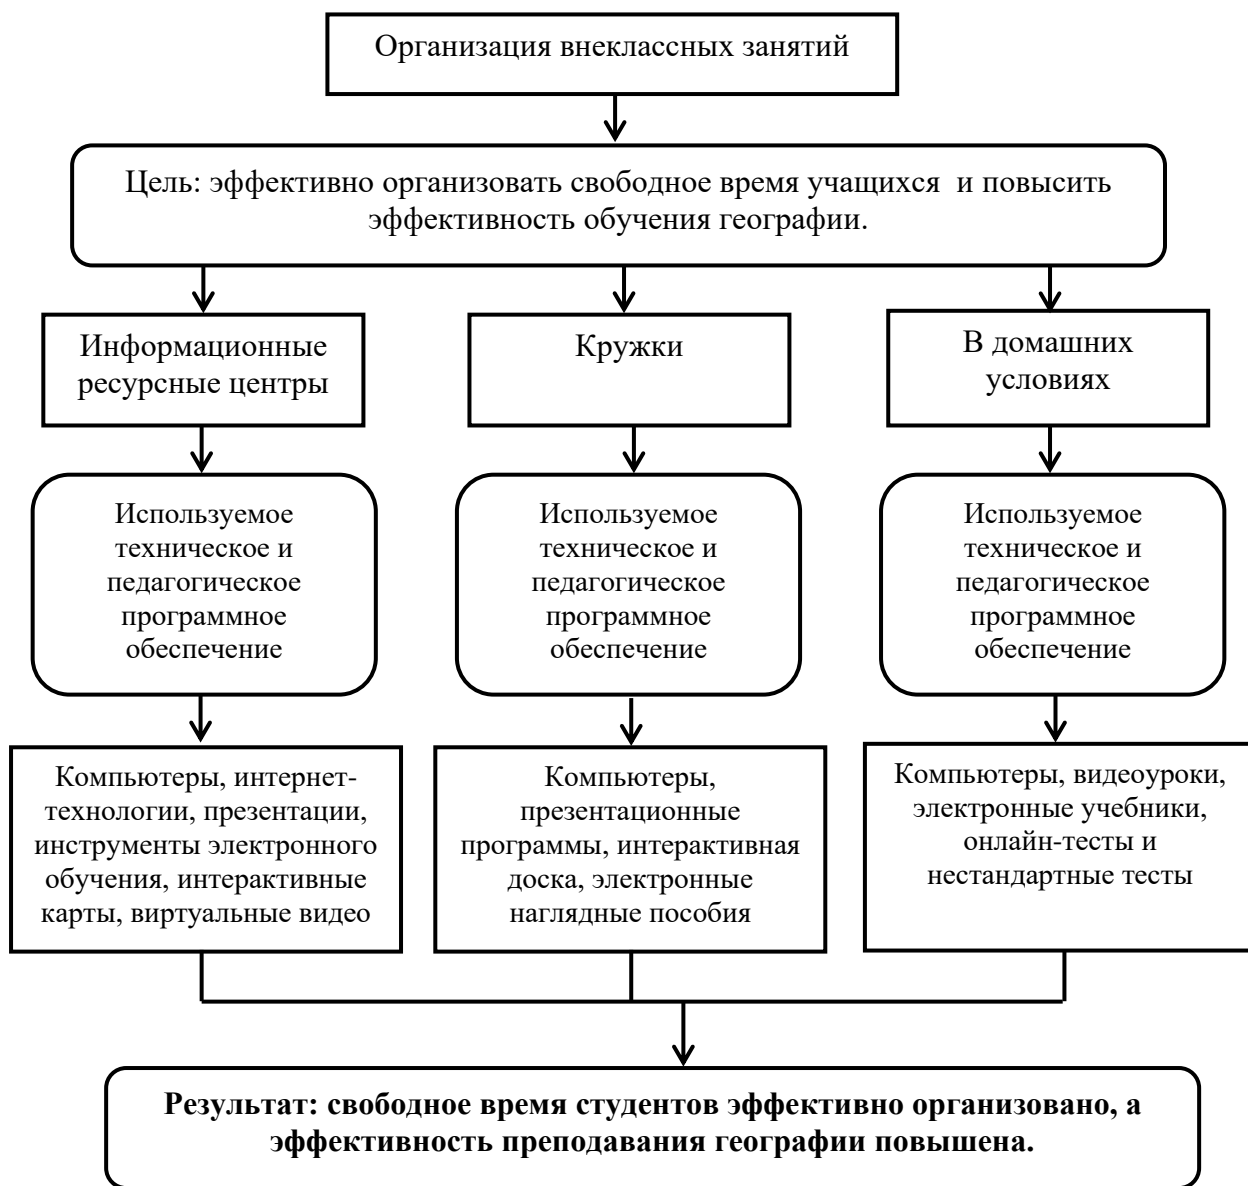 Организация внеклассных занятий
Цель: эффективно организовать свободное время учащихся  и повысить
эффективность обучения географии.
Информационные
ресурсные центры
Кружки
В домашних
условиях
Используемое
техническое и
педагогическое
программное
обеспечение
Используемое
техническое и
педагогическое
программное
обеспечение
Используемое
техническое и
педагогическое
программное
обеспечение
Компьютеры, интернет-
технологии, презентации,
инструменты электронного
обучения, интерактивные
карты, виртуальные видео
Компьютеры,
презентационные
программы, интерактивная
доска, электронные
наглядные пособия
Компьютеры, видеоуроки,
электронные учебники,
онлайн-тесты и
нестандартные тесты
Результат: свободное время студентов эффективно организовано, а
эффективность преподавания географии повышена.